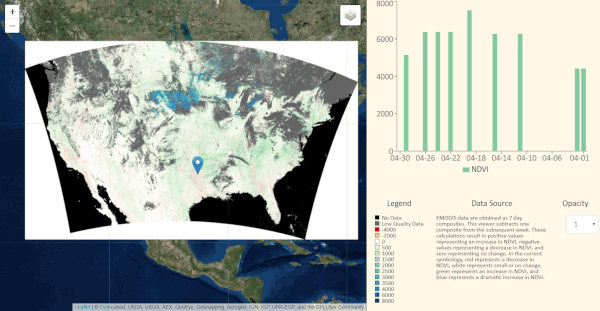 +
−
8000
6000
4000
2000
0
04-30 04-26 04-22 04-18 04-14 04-10 04-06 04-01
NDVI
Legend
Data Source
Opacity
No Data
Low Quality Data
-4000
-2000
0
500
1000
1500
2000
2500
3000
3500
4000
6000
8000
EMODIS data are obtained as 7 day
composites. This viewer subtracts one
composite from the subsequent week. These
calculations result in positive values
representing an increase in NDVI, negative
values representing a decrease in NDVI, and
zero representing no change. In the current
symbology, red represents a decrease in
NDVI, white represents small or no change,
green represents an increase in NDVI, and
blue represents a dramatic increase in NDVI.
1
Leaflet | © Esri, USDA, USGS, AEX, GeoEye, Getmapping, Aerogrid, IGN, IGP, UPR-EGP, and the GIS User Community